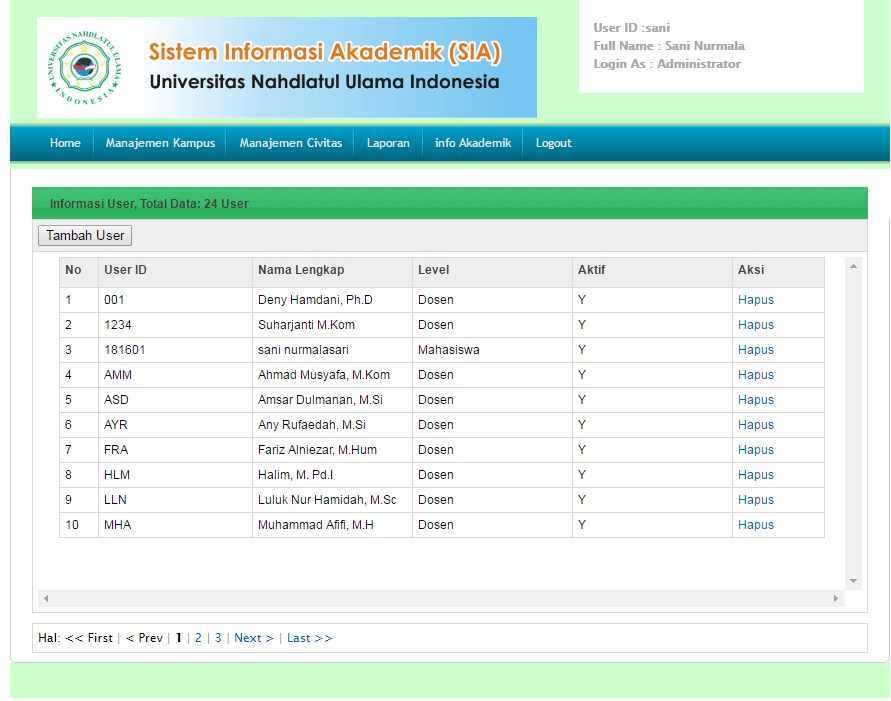 UNIVERSITAS NAHDLATUL ULAMA
INDONESIA
Sistem Informasi Akademik (SIA)
Universitas Nahdlatul Ulama Indonesia
User ID :sani
Full Name : Sani Nurmala
Login As : Administrator
Home Manajemen Kampus Manajemen Civitas Laporan info Akademik Logout
Informasi User, Total Data: 24 User
Tambah User
No User ID Nama Lengkap Level Aktif Aksi
1 001 Deny Hamdani, Ph.D Dosen Y Hapus
2 1234 Suharjanti M.Kom Dosen Y Hapus
3 181601 sani nurmalasari Mahasiswa Y Hapus
4 AMM Ahmad Musyafa, M.Kom Dosen Y Hapus
5 ASD Amsar Dulmanan, M.Si Dosen Y Hapus
6 AYR Any Rufaedah, M.Si Dosen Y Hapus
7 FRA Fariz Alniezar, M.Hum Dosen Y Hapus
8 HLM Halim, M. Pd.I Dosen Y Hapus
9 LLN Luluk Nur Hamidah, M.Sc Dosen Y Hapus
10 MHA Muhammad Afifi, M.H Dosen Y Hapus
Hal: << First | < Prev | 1 | 2 | 3 | Next > | Last >>